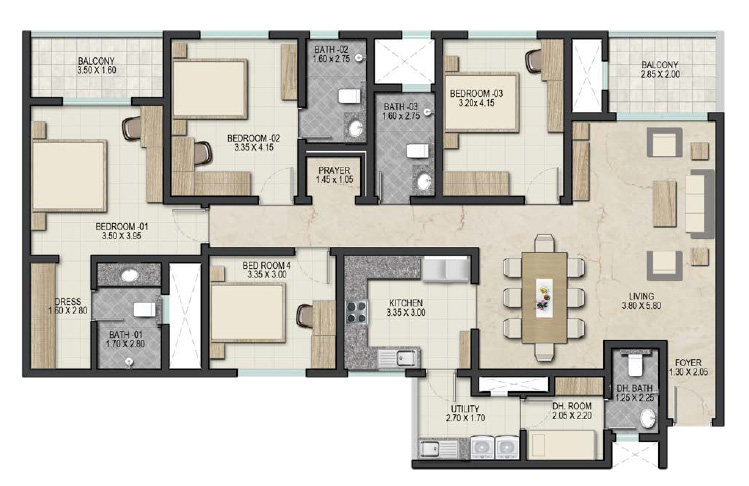 BALCONY
3.50 X 1.60
BATH -02
1.60 x 2.75
BALCONY
2.85 X 2.00
BEDROOM -02
3.35 X 4.15
BATH -03
1.60 x 2.75
BEDROOM -03
3.20x 4.15
PRAYER
1.45 x 1.05
BEDROOM -01
3.50 X 3.95
BED ROOM 4
3.35 X 3.00
DRESS
1.60 X 2.80
BATH -01
1.70 X 2.80
KITCHEN
3.35 X 3.00
LIVING
3.80 X 5.80
FOYER
1.30 X 2.05
DH. BATH
1.25 X 2.25
UTILITY
2.70 X 1.70
DH. ROOM
2.05 X 2.20